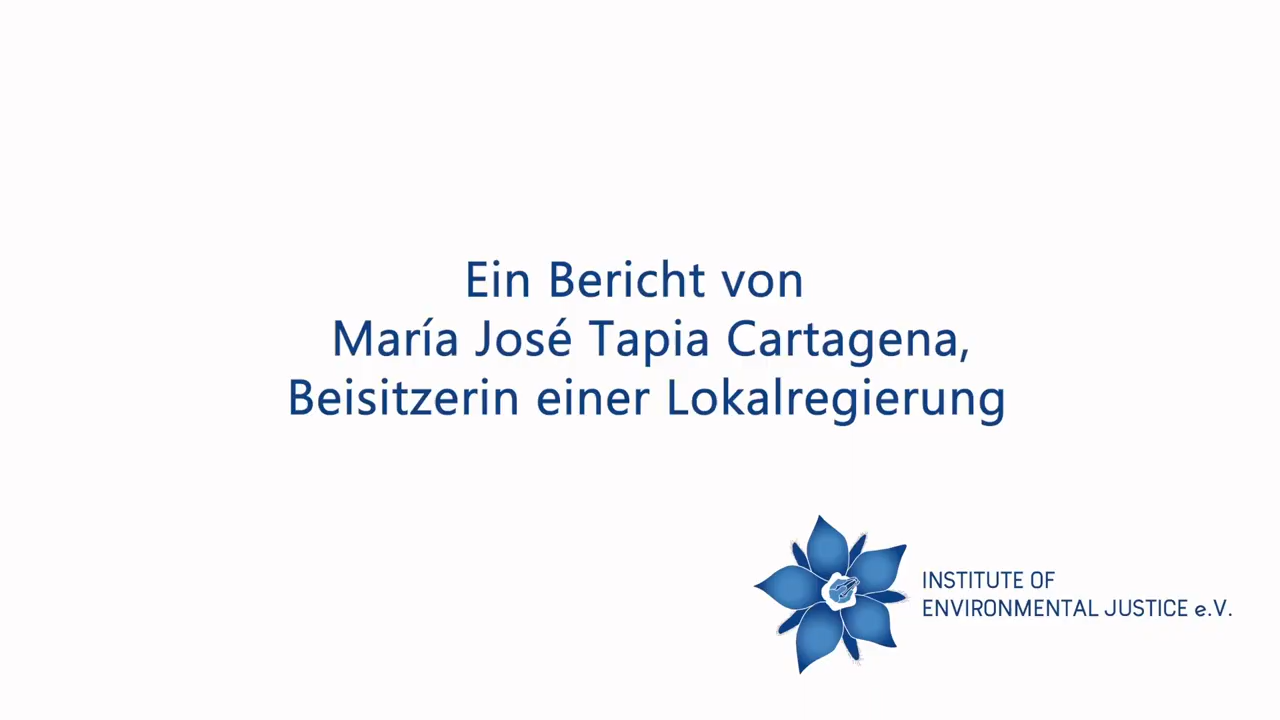 Ein Bericht von
María José Tapia Cartagena,
Beisitzerin einer Lokalregierung
INSTITUTE OF
ENVIRONMENTAL JUSTICE e.V.